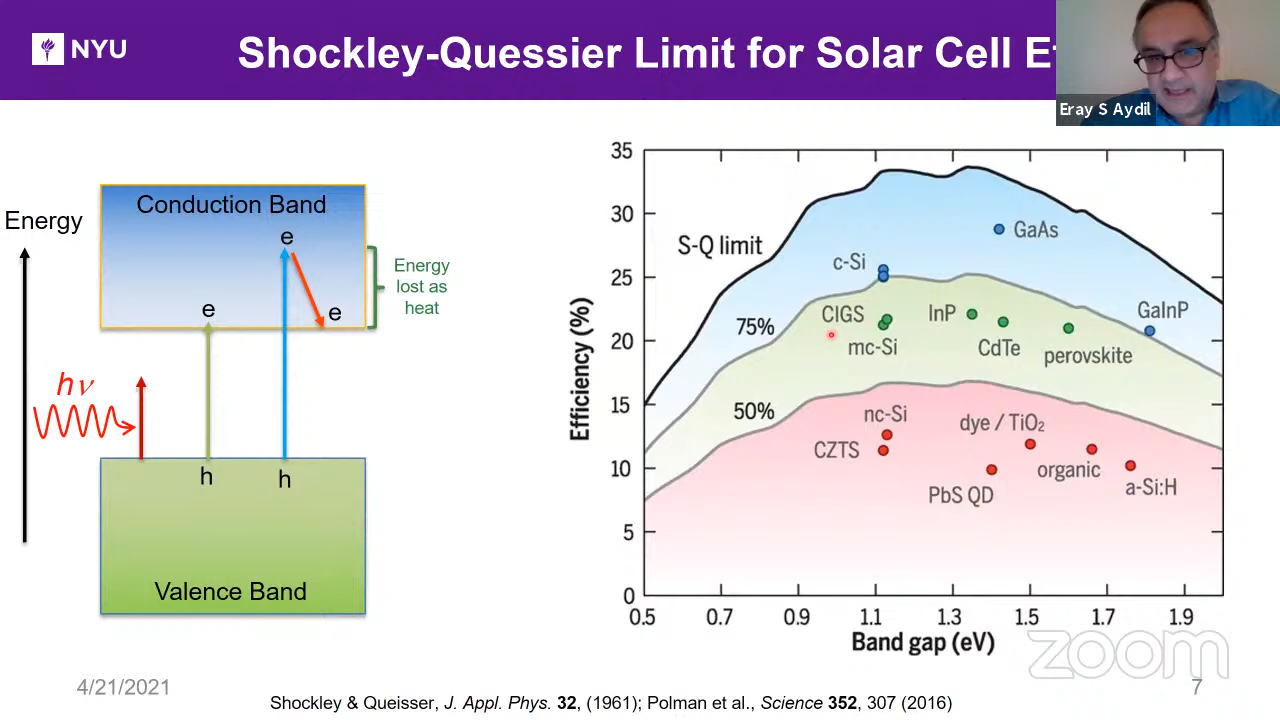 NYU
Shockley-Quessier Limit for Solar Cell
Eray S Aydil
Energy
Conduction Band
e
e
e
Energy
lost as
heat
hν
h
h
Valence Band
Efficiency (%)
35
30
25
20
15
10
5
0
S-Q limit
75%
50%
GaAs
c-Si
GaInP
CIGS
mc-Si
InP
CdTe
perovskite
nc-Si
CZTS
dye / TiO₂
PbS QD
organic
a-Si:H
0.5 0.7 0.9 1.1 1.3 1.5 1.7 1.9
Band gap (eV)
zoom
4/21/2021
7
Shockley & Queisser, J. Appl. Phys. 32, (1961); Polman et al., Science 352, 307 (2016)